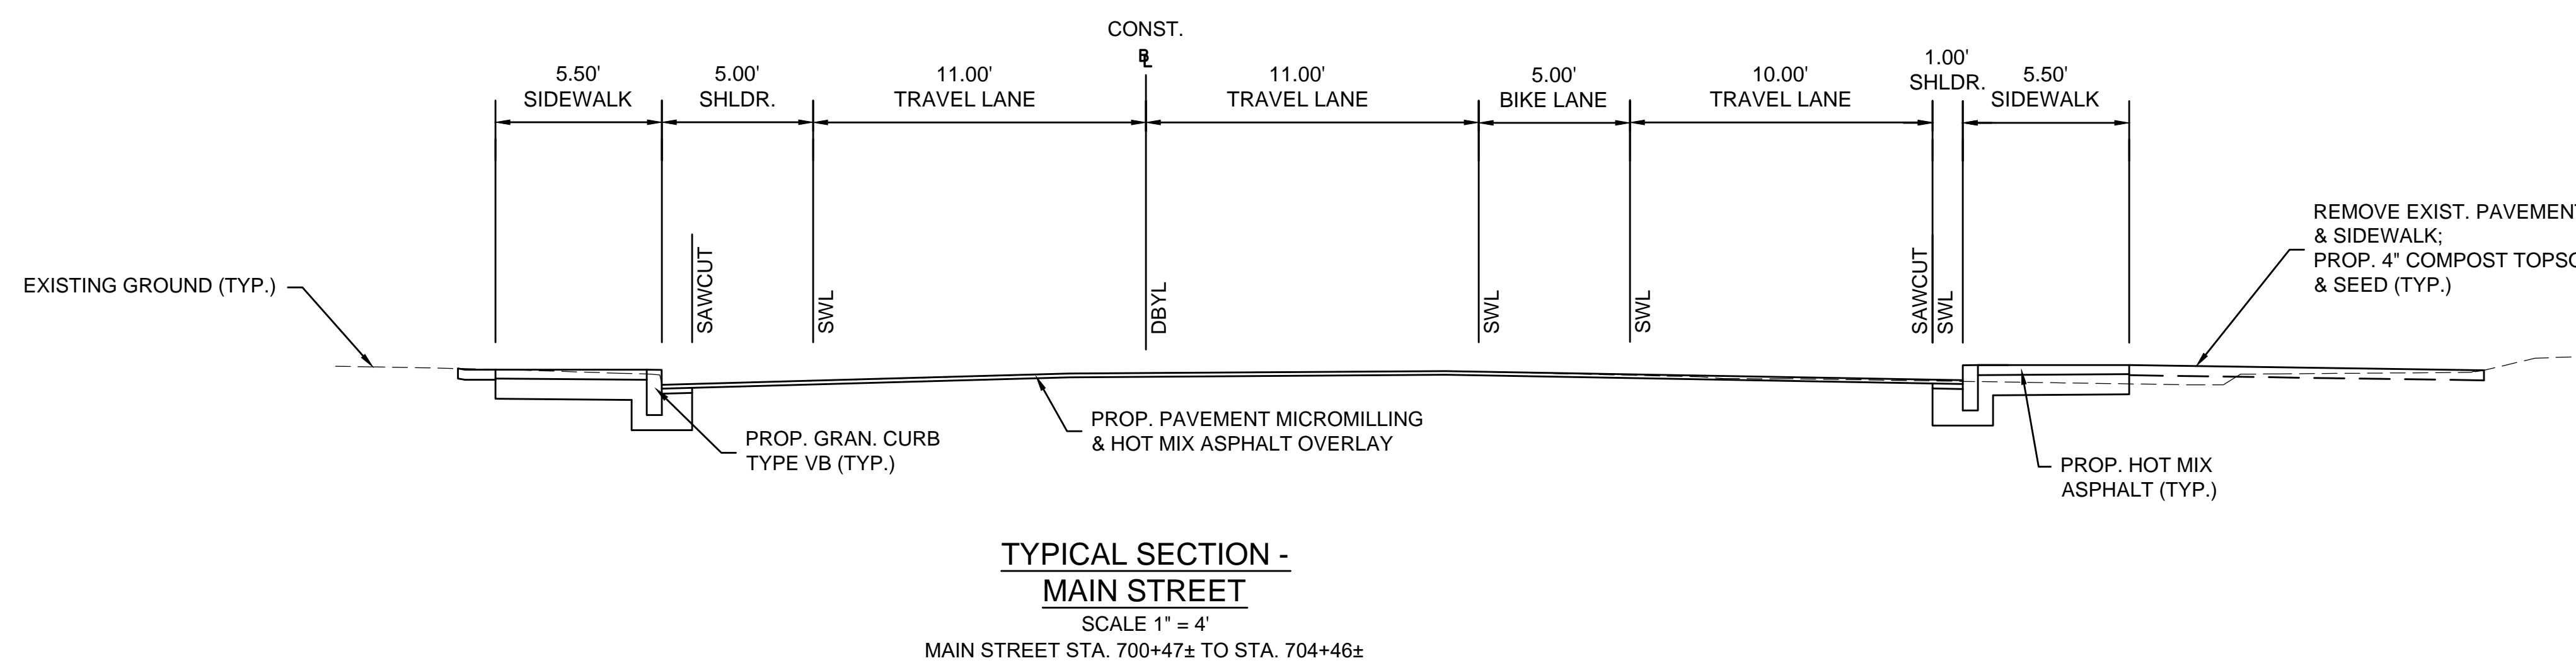 CONST.
BL
5.50'
SIDEWALK
5.00'
SHLDR.
11.00'
TRAVEL LANE
11.00'
TRAVEL LANE
5.00'
BIKE LANE
10.00'
TRAVEL LANE
1.00'
SHLDR.
5.50'
SIDEWALK
EXISTING GROUND (TYP.)
SAWCUT
SWL
DBYL
SWL
SWL
SAWCUT
SWL
REMOVE EXIST. PAVEMENT
& SIDEWALK;
PROP. 4" COMPOST
& SEED (TYP.)
PROP. GRAN. CURB
TYPE VB (TYP.)
PROP. PAVEMENT MICROMILLING
& HOT MIX ASPHALT OVERLAY
PROP. HOT MIX
ASPHALT (TYP.)
TYPICAL SECTION -
MAIN STREET
SCALE 1" = 4'
MAIN STREET STA. 700+47± TO STA. 704+46±